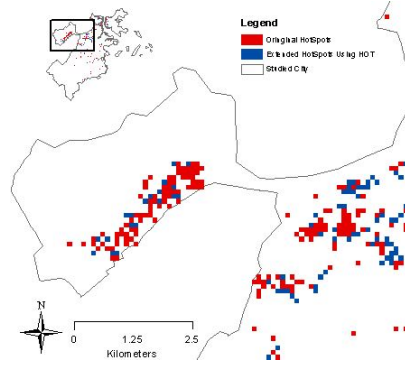 Legend
Original HotSpots
Extended HotSpots Using HOT
Studied City
N
0 1.25 2.5
Kilometers